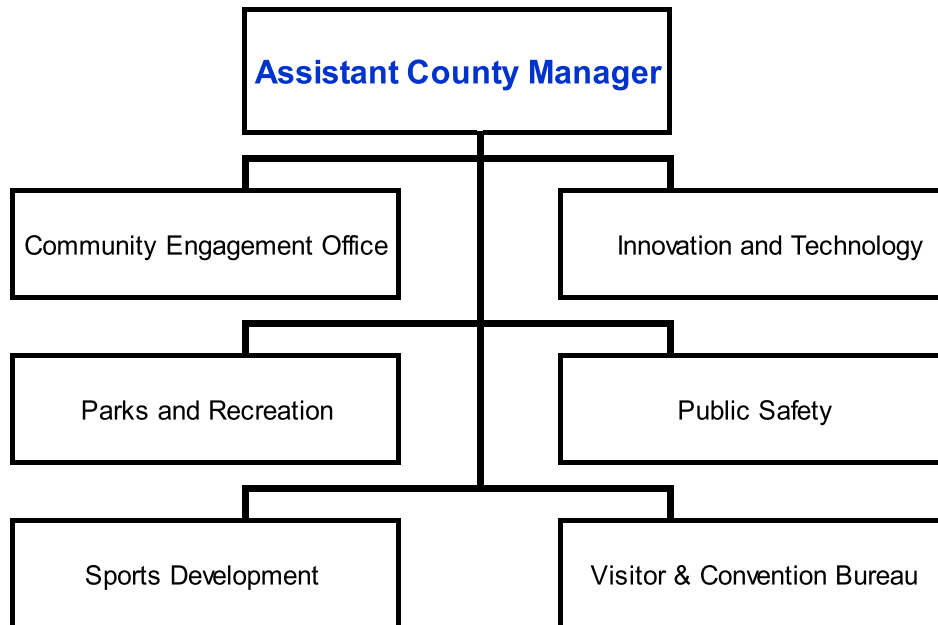 Assistant County Manager
Community Engagement Office
Innovation and Technology
Parks and Recreation
Public Safety
Sports Development
Visitor & Convention Bureau